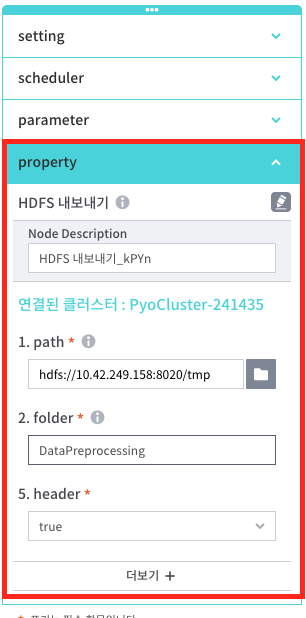 setting
scheduler
parameter
property
HDFS 내보내기
Node Description
HDFS 내보내기_kPYn
연결된 클러스터 : PyoCluster-241435
1. path *
hdfs://10.42.249.158:8020/tmp
2. folder *
DataPreprocessing
5. header *
true
더보기 +